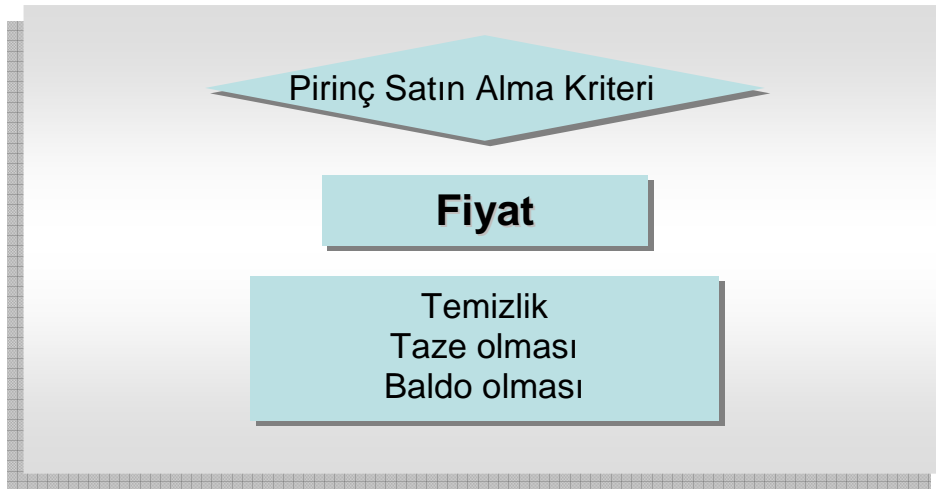 Pirinç Satın Alma Kriteri
Fiyat
Temizlik
Taze olması
Baldo olması